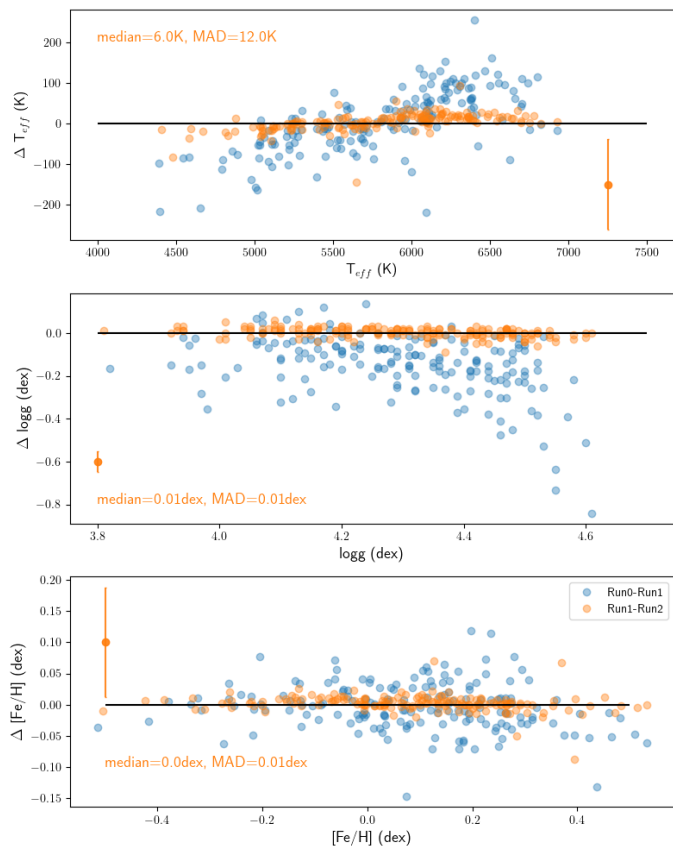 median=6.0K, MAD=12.0K
200
100
0
−100
−200
Δ T_eff (K)
4000 4500 5000 5500 6000 6500 7000 7500
T_eff (K)
0.0
−0.2
−0.4
−0.6
−0.8
Δ logg (dex)
median=0.01dex, MAD=0.01dex
3.8 4.0 4.2 4.4 4.6
logg (dex)
0.20
0.15
0.10
0.05
0.00
−0.05
−0.10
−0.15
Δ [Fe/H] (dex)
Run0-Run1
Run1-Run2
median=0.0dex, MAD=0.01dex
−0.4 −0.2 0.0 0.2 0.4
[Fe/H] (dex)